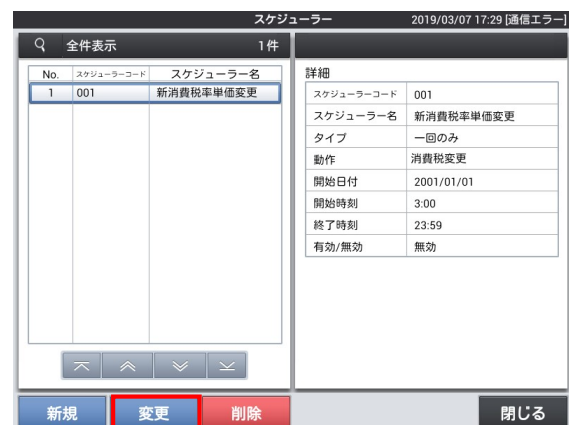 スケジューラー 2019/03/07 17:29 [通信エラー]
全件表示 1件
No. スケジューラーコード スケジューラー名
1 001 新消費税率単価変更
詳細
スケジューラーコード 001
スケジューラー名 新消費税率単価変更
タイプ 一回のみ
動作 消費税変更
開始日付 2001/01/01
開始時刻 3:00
終了時刻 23:59
有効/無効 無効
新規 変更 削除 閉じる